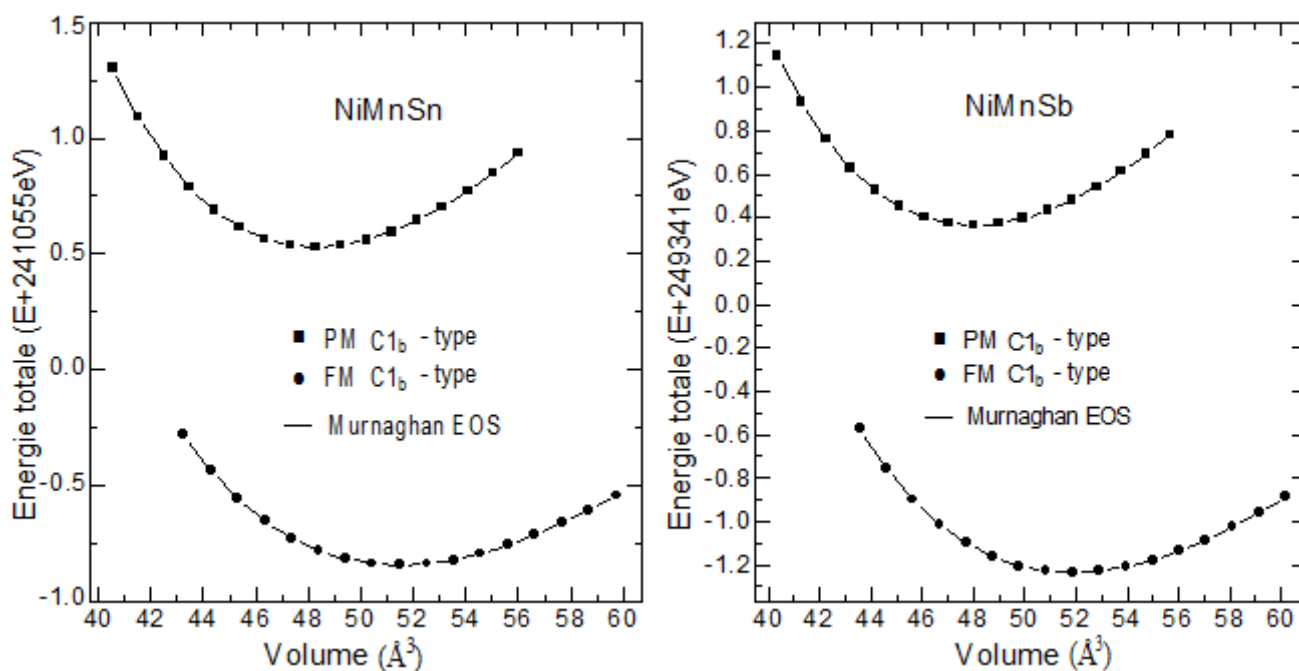 Energie totale (E+241055eV)
1.5
1.0
0.5
0.0
-0.5
-1.0
NiMnSn
PM C1b - type
FM C1b - type
Murnaghan EOS
40 42 44 46 48 50 52 54 56 58 60
Volume (Å³)
Energie totale (E+249341eV)
1.2
1.0
0.8
0.6
0.4
0.2
0.0
-0.2
-0.4
-0.6
-0.8
-1.0
-1.2
NiMnSb
PM C1b - type
FM C1b - type
Murnaghan EOS
40 42 44 46 48 50 52 54 56 58 60
Volume (Å³)